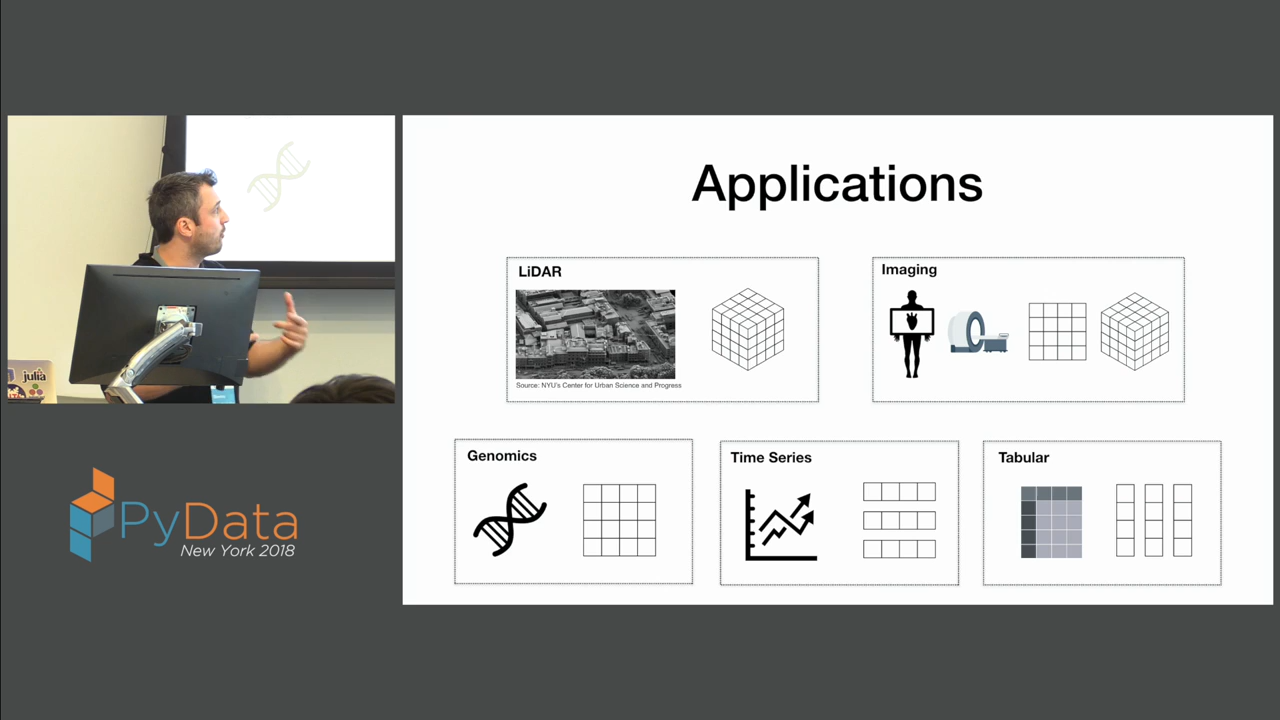 julia
PyData
New York 2018
Applications
LiDAR
Source: NYU's Center for Urban Science and Progress
Imaging
Genomics
Time Series
Tabular